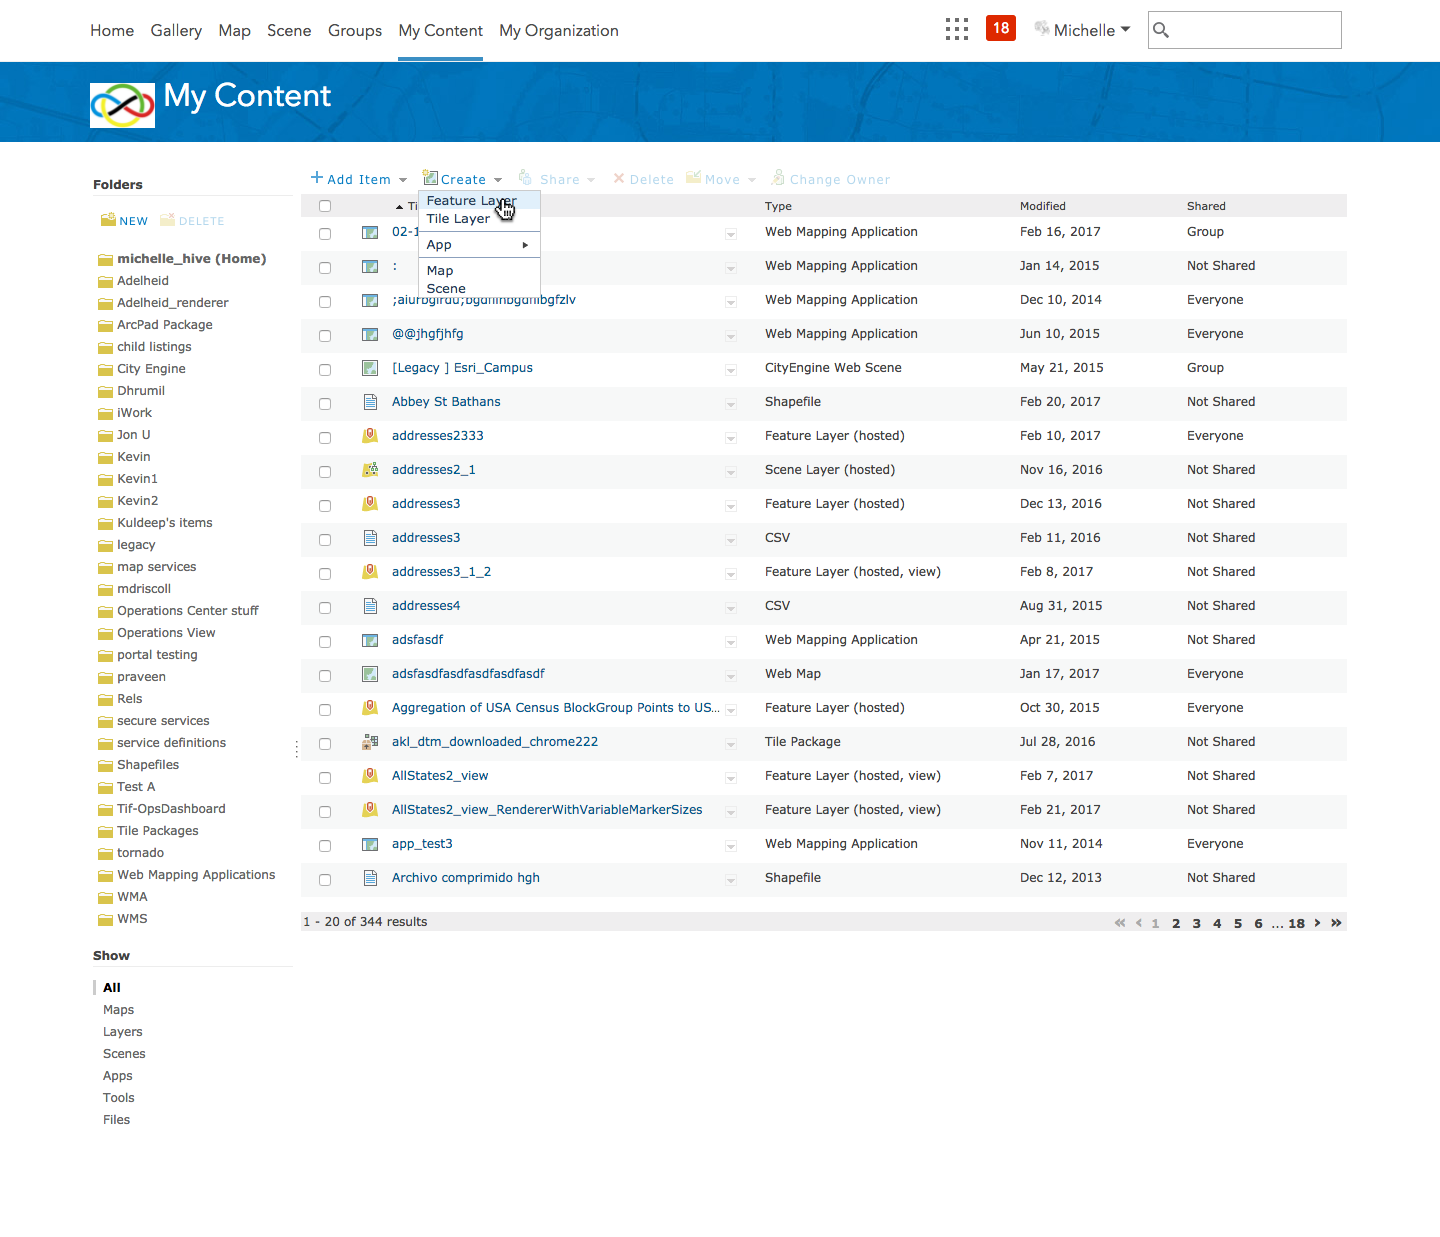 Home Gallery Map Scene Groups My Content My Organization 18 Michelle
My Content
Folders
NEW DELETE
michelle_hive (Home)
Adelheid
Adelheid_renderer
ArcPad Package
child listings
City Engine
Dhrumil
iWork
Jon U
Kevin
Kevin1
Kevin2
Kuldeep's items
legacy
map services
mdriscoll
Operations Center stuff
Operations View
portal testing
praveen
Rels
secure services
service definitions
Shapefiles
Test A
Tif-OpsDashboard
Tile Packages
tornado
Web Mapping Applications
WMA
WMS
Show
All
Maps
Layers
Scenes
Apps
Tools
Files
Add Item Create Share Delete Move Change Owner
Feature Layer
Tile Layer
App
Map
Scene
Type Modified Shared
Web Mapping Application Feb 16, 2017 Group
: Web Mapping Application Jan 14, 2015 Not Shared
Web Mapping Application Dec 10, 2014 Everyone
@@jhgfjhfg Web Mapping Application Jun 10, 2015 Everyone
[Legacy ] Esri_Campus CityEngine Web Scene May 21, 2015 Group
Abbey St Bathans Shapefile Feb 20, 2017 Not Shared
addresses2333 Feature Layer (hosted) Feb 10, 2017 Everyone
addresses2_1 Scene Layer (hosted) Nov 16, 2016 Not Shared
addresses3 Feature Layer (hosted) Dec 13, 2016 Not Shared
addresses3 CSV Feb 11, 2016 Not Shared
addresses3_1_2 Feature Layer (hosted, view) Feb 8, 2017 Not Shared
addresses4 CSV Aug 31, 2015 Not Shared
adsfasdf Web Mapping Application Apr 21, 2015 Not Shared
adsfasdfasdfasdfasdfasdf Web Map Jan 17, 2017 Everyone
Aggregation of USA Census BlockGroup Points to US... Feature Layer (hosted) Oct 30, 2015 Everyone
akl_dtm_downloaded_chrome222 Tile Package Jul 28, 2016 Not Shared
AllStates2_view Feature Layer (hosted, view) Feb 7, 2017 Not Shared
AllStates2_view_RendererWithVariableMarkerSizes Feature Layer (hosted, view) Feb 21, 2017 Not Shared
app_test3 Web Mapping Application Nov 11, 2014 Everyone
Archivo comprimido hgh Shapefile Dec 12, 2013 Not Shared
1 - 20 of 344 results « ‹ 1 2 3 4 5 6 ... 18 › »